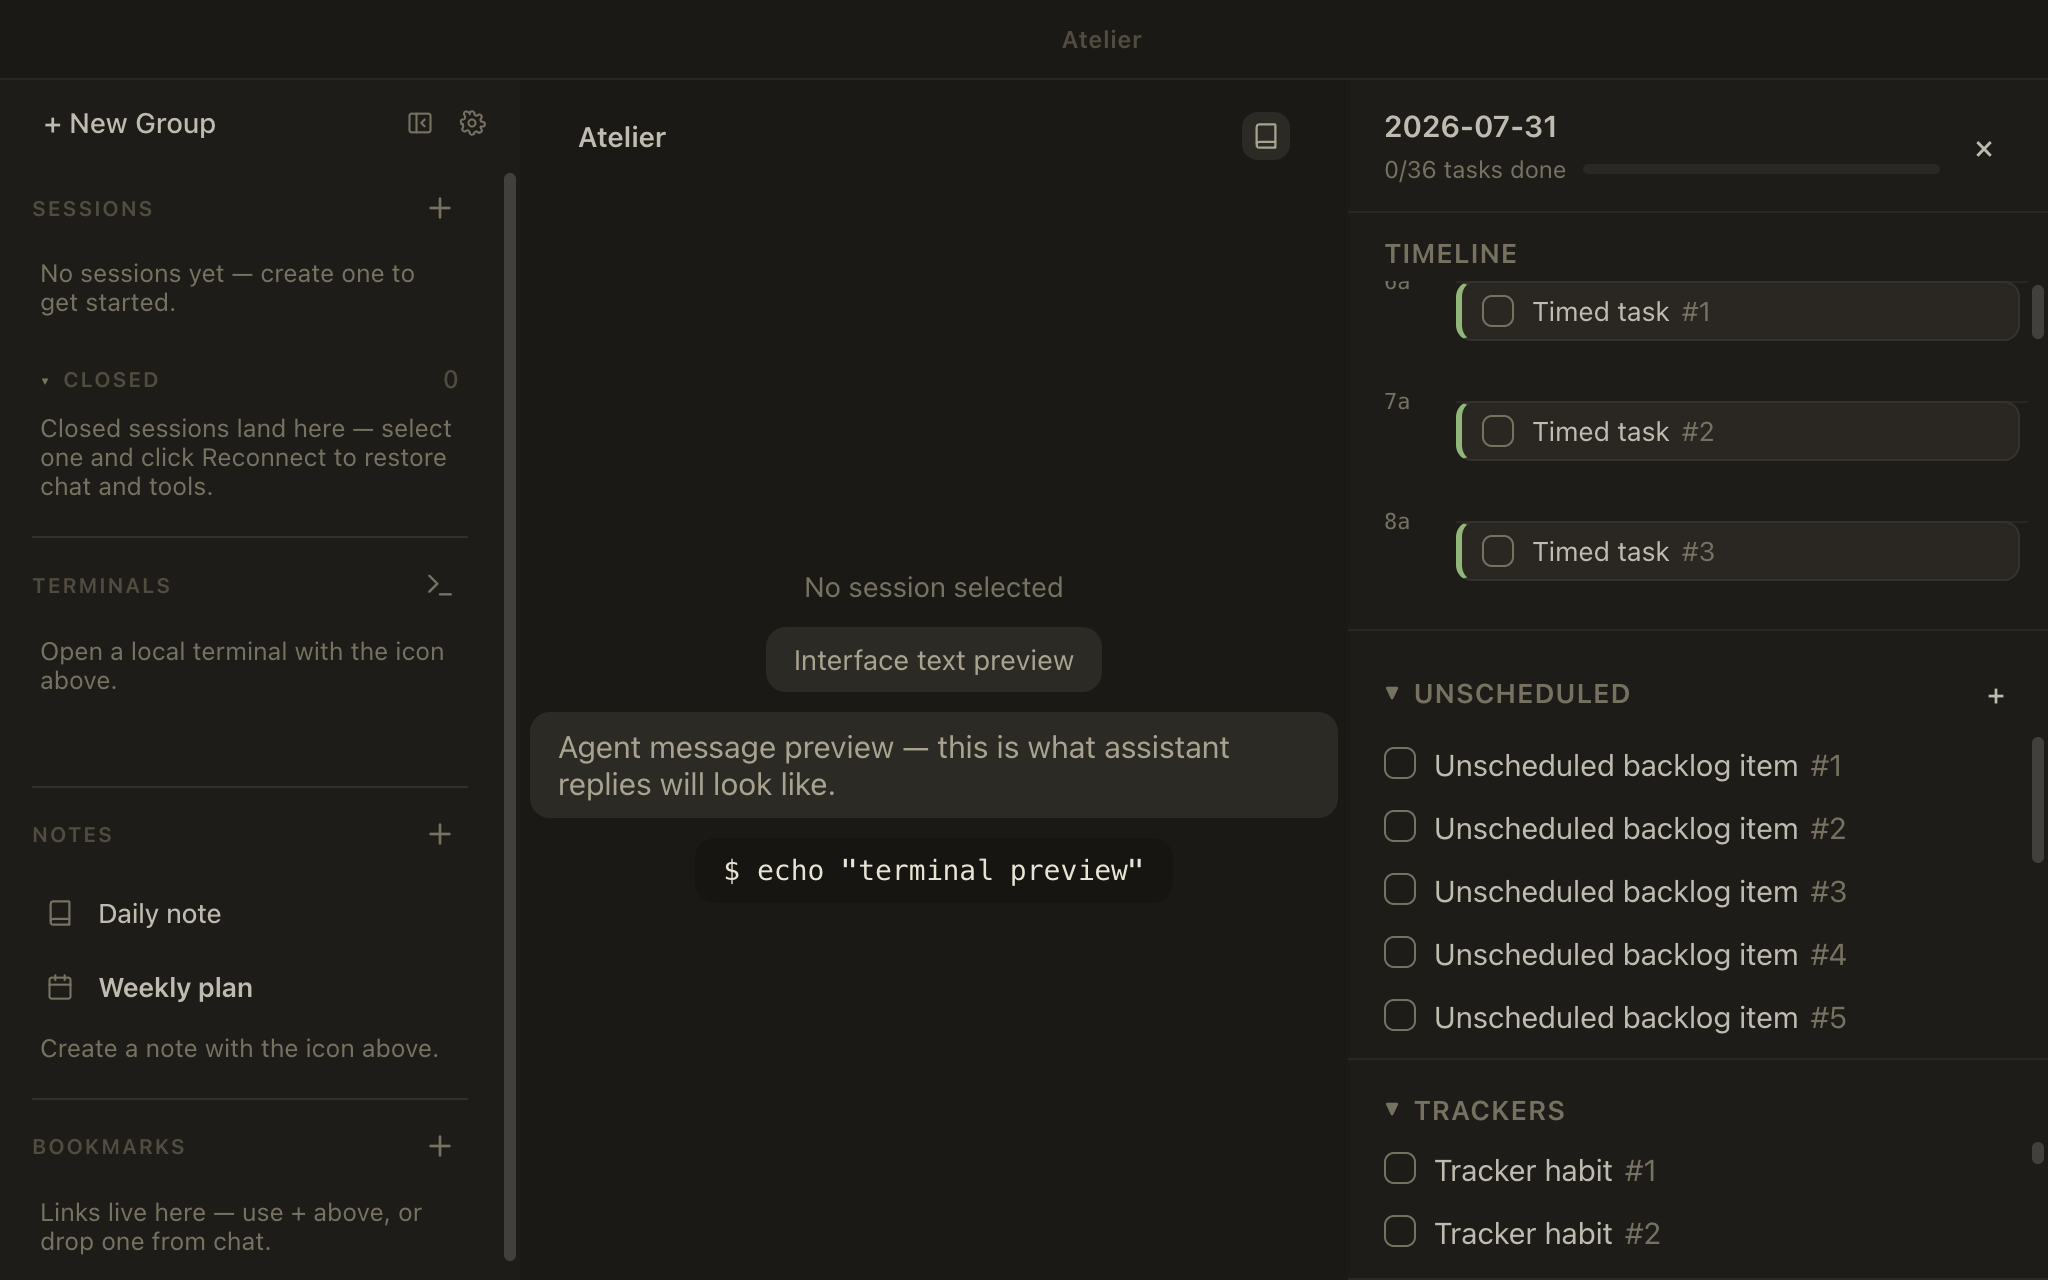 Atelier
+ New Group
SESSIONS
No sessions yet — create one to
get started.
CLOSED
0
Closed sessions land here — select
one and click Reconnect to restore
chat and tools.
TERMINALS
Open a local terminal with the icon
above.
NOTES
Daily note
Weekly plan
Create a note with the icon above.
BOOKMARKS
Links live here — use + above, or
drop one from chat.
Atelier
No session selected
Interface text preview
Agent message preview — this is what assistant
replies will look like.
$ echo "terminal preview"
2026-07-31
0/36 tasks done
TIMELINE
6a
Timed task #1
7a
Timed task #2
8a
Timed task #3
UNSCHEDULED
Unscheduled backlog item #1
Unscheduled backlog item #2
Unscheduled backlog item #3
Unscheduled backlog item #4
Unscheduled backlog item #5
TRACKERS
Tracker habit #1
Tracker habit #2